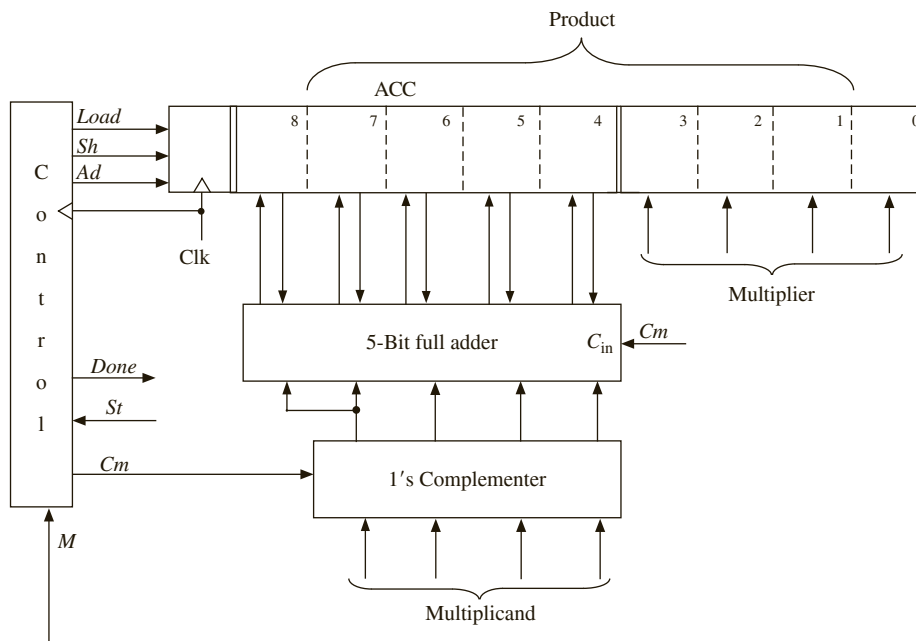 Product
ACC
8 7 6 5 4 3 2 1 0
Load
Sh
Ad
Control
Clk
Multiplier
5-Bit full adder
Cin
Cm
Done
St
Cm
1's Complementer
M
Multiplicand